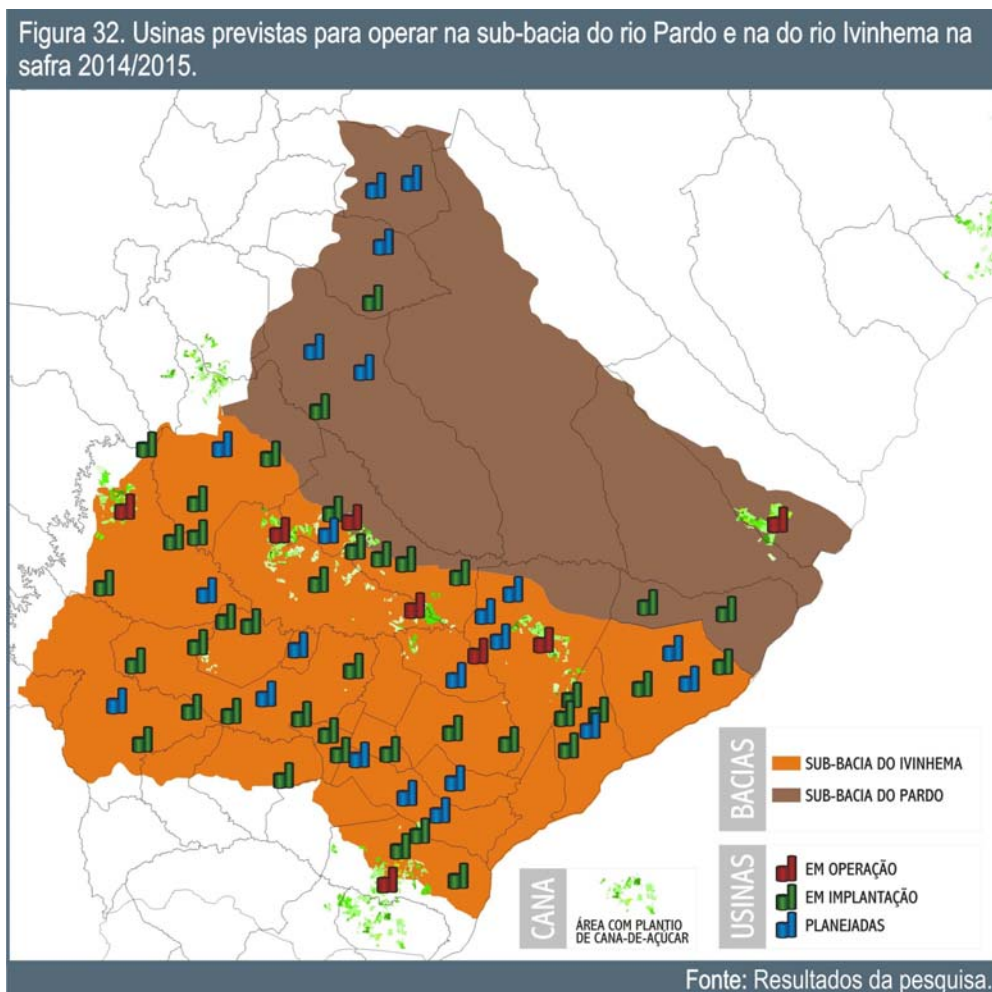 Figura 32. Usinas previstas para operar na sub-bacia do rio Pardo e na do rio Ivinhema na
safra 2014/2015.
BACIAS
SUB-BACIA DO IVINHEMA
SUB-BACIA DO PARDO
CANA
ÁREA COM PLANTIO
DE CANA-DE-AÇÚCAR
USINAS
EM OPERAÇÃO
EM IMPLANTAÇÃO
PLANEJADAS
Fonte: Resultados da pesquisa.